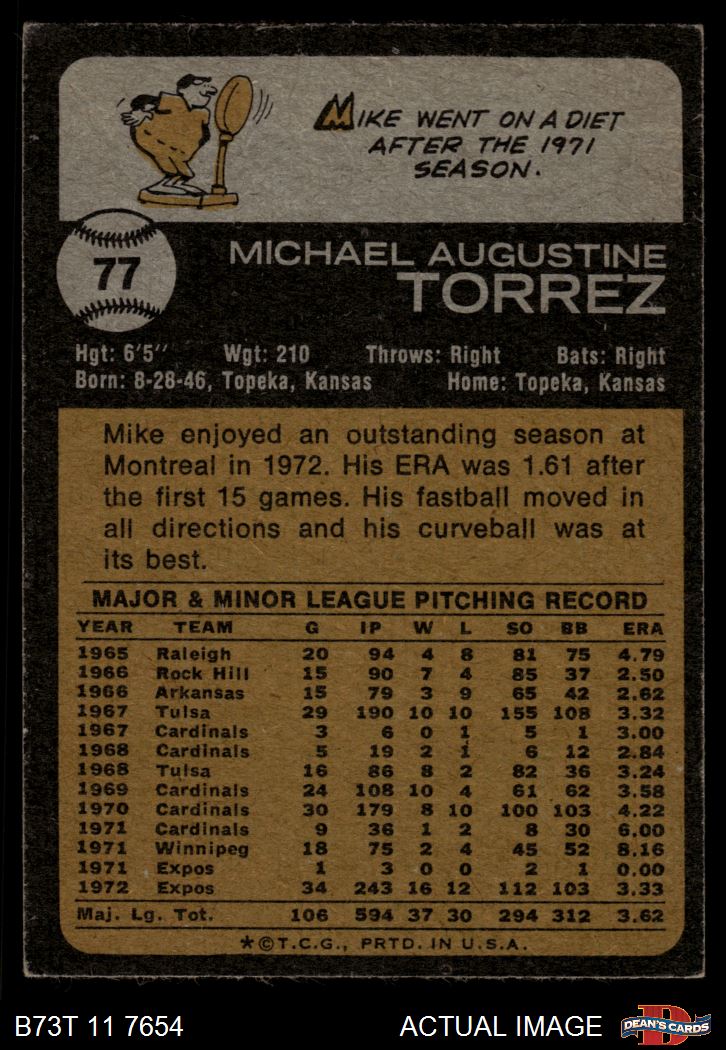 MIKE WENT ON A DIET
AFTER THE 1971
SEASON.
77
MICHAEL AUGUSTINE
TORREZ
Hgt: 6'5" Wgt: 210 Throws: Right Bats: Right
Born: 8-28-46, Topeka, Kansas Home: Topeka, Kansas
Mike enjoyed an outstanding season at
Montreal in 1972. His ERA was 1.61 after
the first 15 games. His fastball moved in
all directions and his curveball was at
its best.
MAJOR & MINOR LEAGUE PITCHING RECORD
YEAR TEAM G IP W L SO BB ERA
1965 Raleigh 20 94 4 8 81 75 4.79
1966 Rock Hill 15 90 7 4 85 37 2.50
1966 Arkansas 15 79 3 9 65 42 2.62
1967 Tulsa 29 190 10 10 155 108 3.32
1967 Cardinals 3 6 0 1 5 1 3.00
1968 Cardinals 5 19 2 1 6 12 2.84
1968 Tulsa 16 86 8 2 82 36 3.24
1969 Cardinals 24 108 10 4 61 62 3.58
1970 Cardinals 30 179 8 10 100 103 4.22
1971 Cardinals 9 36 1 2 8 30 6.00
1971 Winnipeg 18 75 2 4 45 52 8.16
1971 Expos 1 3 0 0 2 1 0.00
1972 Expos 34 243 16 12 112 103 3.33
Maj. Lg. Tot. 106 594 37 30 294 312 3.62
*©T.C.G., PRTD. IN U.S.A.
B73T 11 7654 ACTUAL IMAGE
D
DEAN'S CARDS